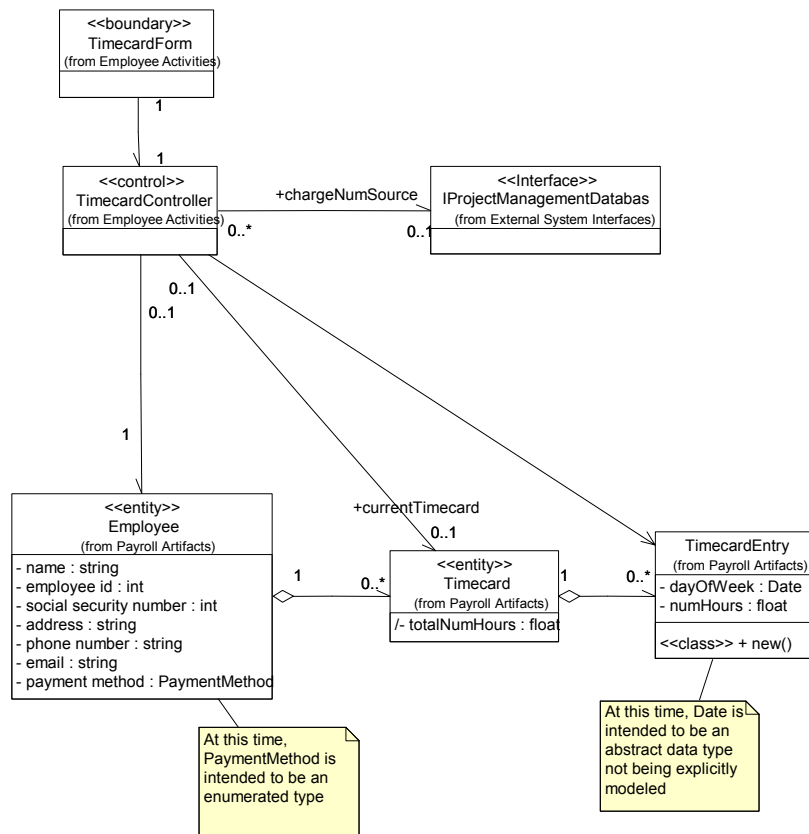 <<boundary>>
TimecardForm
(from Employee Activities)
1
1
<<control>>
TimecardController
(from Employee Activities)
+chargeNumSource
0..*
0..1
<<Interface>>
IProjectManagementDatabas
(from External System Interfaces)
0..1
0..1
1
<<entity>>
Employee
(from Payroll Artifacts)
- name : string
- employee id : int
- social security number : int
- address : string
- phone number : string
- email : string
- payment method : PaymentMethod
+currentTimecard
0..1
1
0..*
<<entity>>
Timecard
(from Payroll Artifacts)
/- totalNumHours : float
1
0..*
TimecardEntry
(from Payroll Artifacts)
- dayOfWeek : Date
- numHours : float
<<class>> + new()
At this time,
PaymentMethod is
intended to be an
enumerated type
At this time, Date is
intended to be an
abstract data type
not being explicitly
modeled